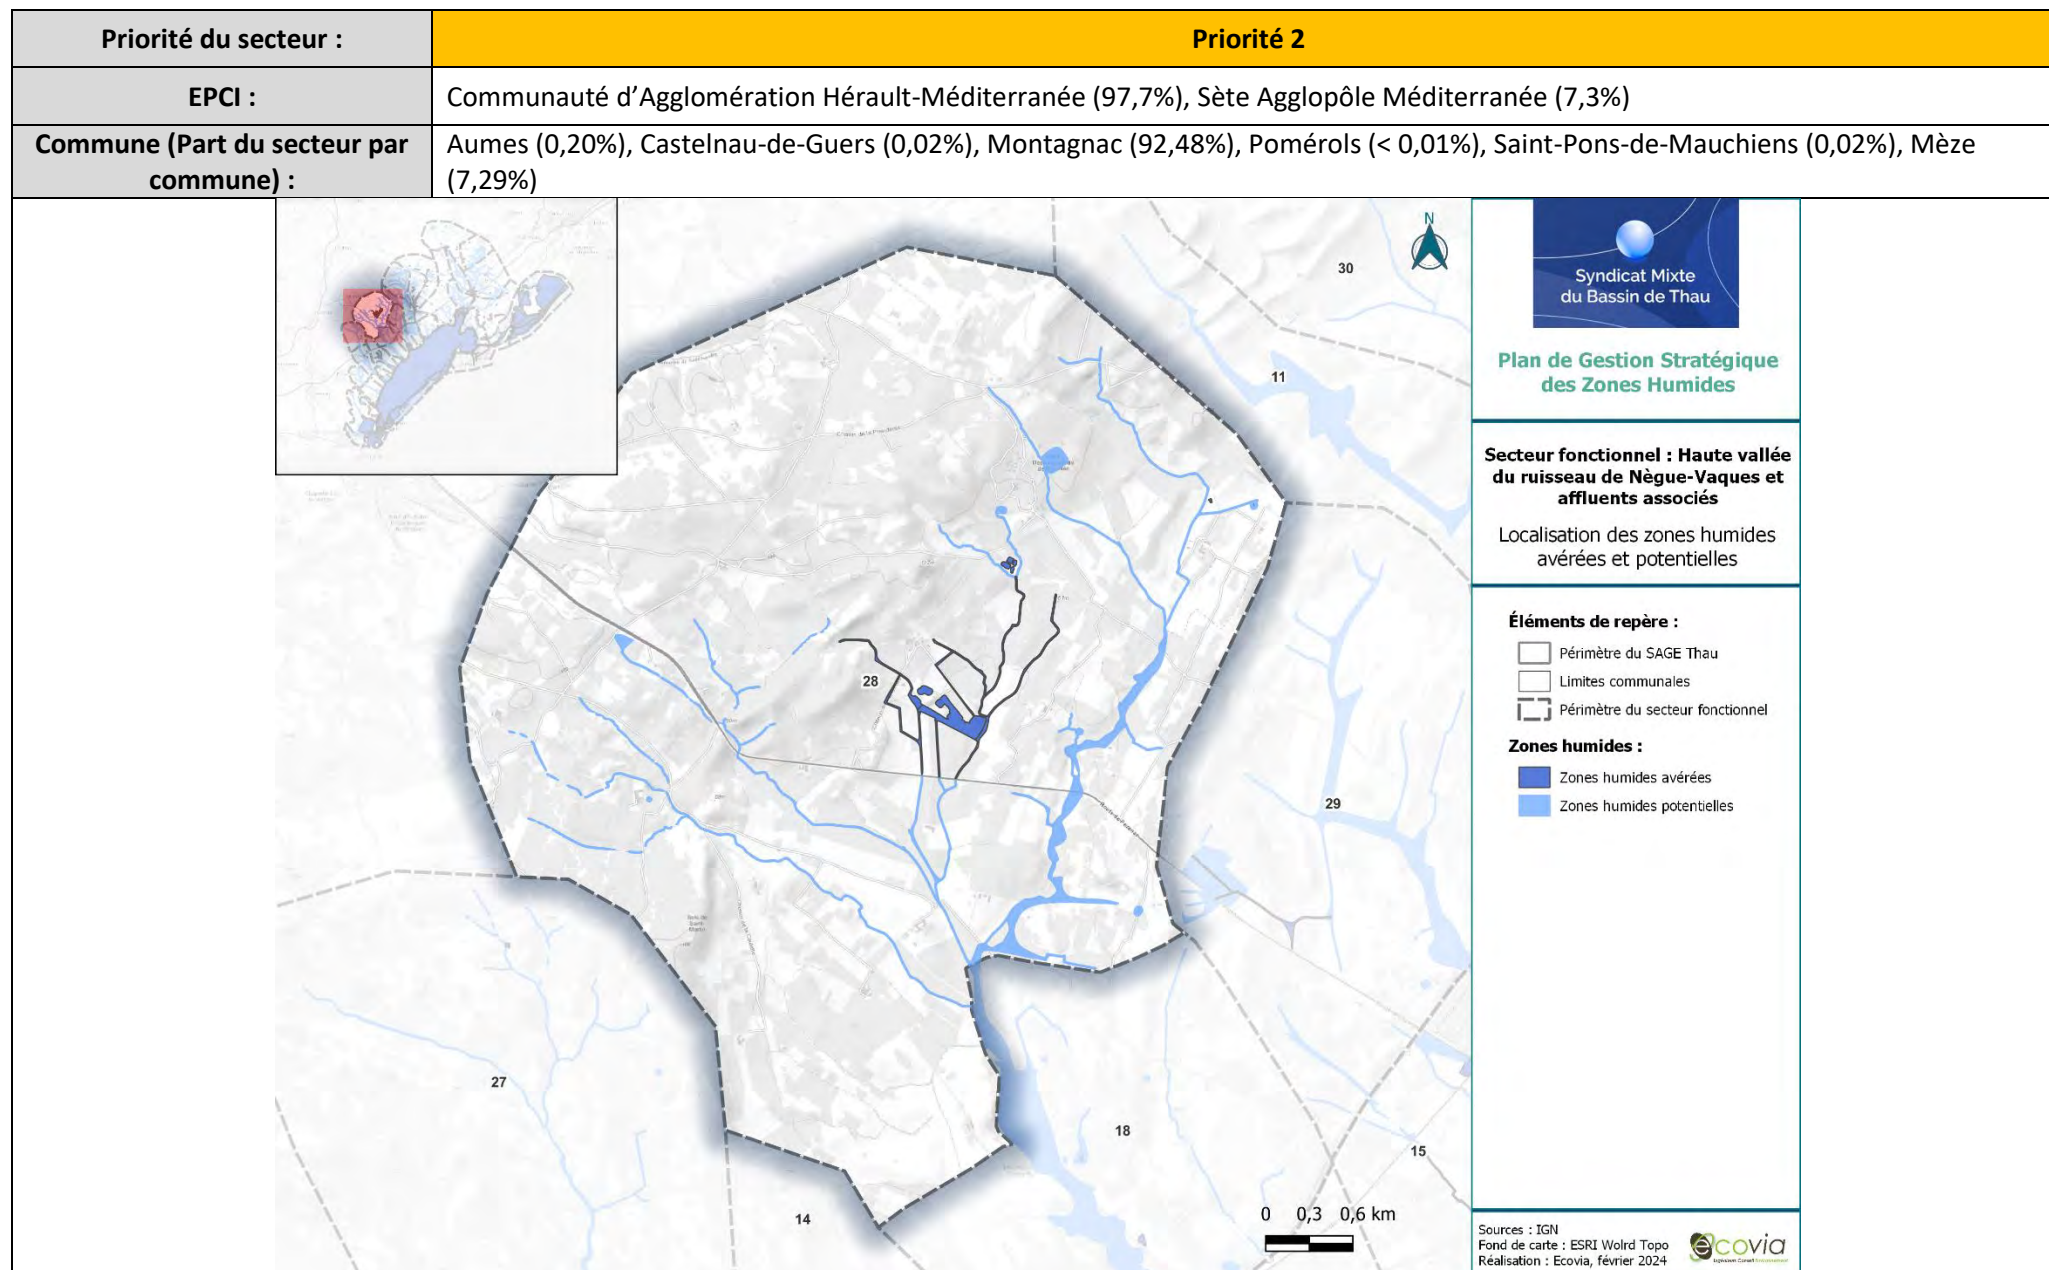 Priorité du secteur :
Priorité 2
EPCI :
Communauté d'Agglomération Hérault-Méditerranée (97,7%), Sète Agglopôle Méditerranée (7,3%)
Commune (Part du secteur par
commune) :
Aumes (0,20%), Castelnau-de-Guers (0,02%), Montagnac (92,48%), Pomérols (< 0,01%), Saint-Pons-de-Mauchiens (0,02%), Mèze
(7,29%)
N
30
11
28
29
27
18
15
14
0 0,3 0,6 km
Syndicat Mixte
du Bassin de Thau
Plan de Gestion Stratégique
des Zones Humides
Secteur fonctionnel : Haute vallée
du ruisseau de Nègue-Vaques et
affluents associés
Localisation des zones humides
avérées et potentielles
Éléments de repère :
Périmètre du SAGE Thau
Limites communales
Périmètre du secteur fonctionnel
Zones humides :
Zones humides avérées
Zones humides potentielles
Sources : IGN
Fond de carte : ESRI Wolrd Topo
Réalisation : Ecovia, février 2024
ecovia